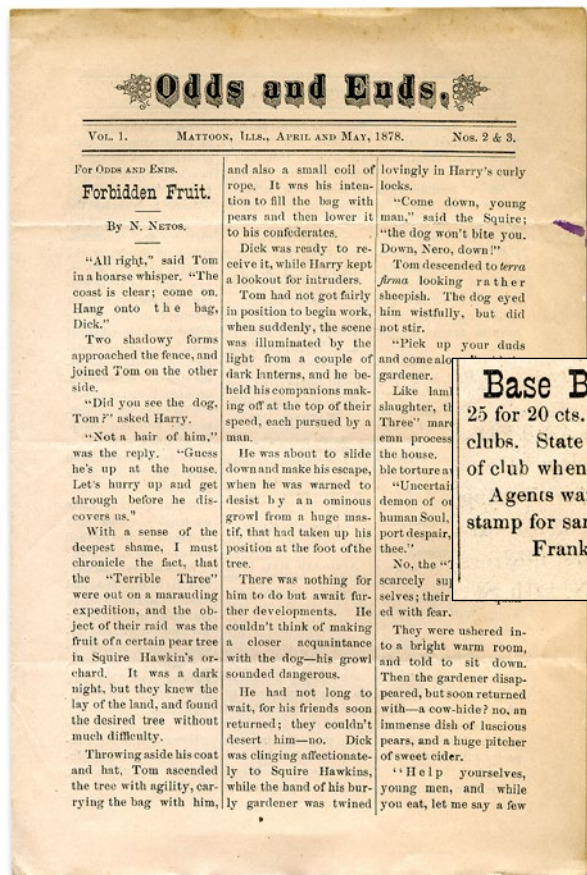 Odds and Ends.
VOL. 1. MATTOON, ILLS., APRIL AND MAY, 1878. NOS. 2 & 3.
For ODDS AND ENDS.
Forbidden Fruit.
By N. NETOS.
"All right," said Tom
in a hoarse whisper. "The
coast is clear; come on.
Hang onto the bag,
Dick."
Two shadowy forms
approached the fence, and
joined Tom on the other
side.
"Did you see the dog,
Tom?" asked Harry.
"Not a hair of him,"
was the reply. "Guess
he's up at the house.
Let's hurry up and get
through before he dis-
covers us."
With a sense of the
deepest shame, I must
chronicle the fact, that
the "Terrible Three"
were out on a marauding
expedition, and the ob-
ject of their raid was the
fruit of a certain pear tree
in Squire Hawkin's or-
chard. It was a dark
night, but they knew the
lay of the land, and found
the desired tree without
much difficulty.
Throwing aside his coat
and hat, Tom ascended
the tree with agility, car-
rying the bag with him,
and also a small coil of
rope. It was his inten-
tion to fill the bag with
pears and then lower it
to his confederates.
Dick was ready to re-
ceive it, while Harry kept
a lookout for intruders.
Tom had not got fairly
in position to begin work,
when suddenly, the scene
was illuminated by the
light from a couple of
dark lanterns, and he be-
held his companions mak-
ing off at the top of their
speed, each pursued by a
man.
He was about to slide
down and make his escape,
when he was warned to
desist by an ominous
growl from a huge mas-
tif, that had taken up his
position at the foot of the
tree.
There was nothing for
him to do but await fur-
ther developments. He
couldn't think of making
a closer acquaintance
with the dog—his growl
sounded dangerous.
He had not long to
wait, for his friends soon
returned; they couldn't
desert him—no. Dick
was clinging affectionate-
ly to Squire Hawkins,
while the hand of his bur-
ly gardener was twined
lovingly in Harry's curly
locks.
"Come down, young
man," said the Squire;
"the dog won't bite you.
Down, Nero, down!"
Tom descended to terra
firma looking rather
sheepish. The dog eyed
him wistfully, but did
not stir.
"Pick up your duds
and come
gardener.
Like
slaughter,
Three"
emn
the house.
ble torture
demon of
human Soul,
port despair,
thee."
No, the
scarcely
selves; their
ed with fear.
They were ushered in-
to a bright warm room,
and told to sit down.
Then the gardener disap-
peared, but soon returned
with—a cow-hide? no, an
immense dish of luscious
pears, and a huge pitcher
of sweet cider.
"Help yourselves,
young men, and while
you eat, let me say a few
Base B
25 for 20 cts.
clubs. State
of club when
Agents
stamp for
Frank